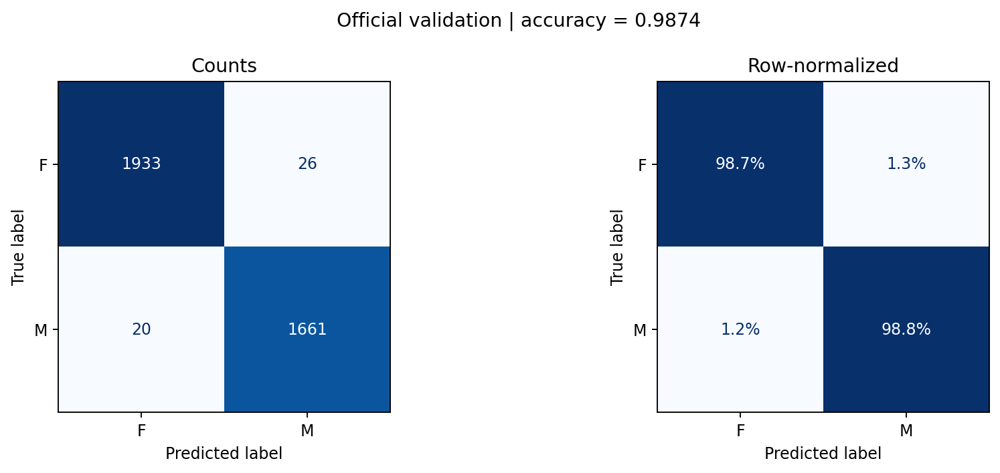 Official validation | accuracy = 0.9874
Counts
True label
F
1933
26
M
20
1661
F
M
Predicted label
Row-normalized
True label
F
98.7%
1.3%
M
1.2%
98.8%
F
M
Predicted label